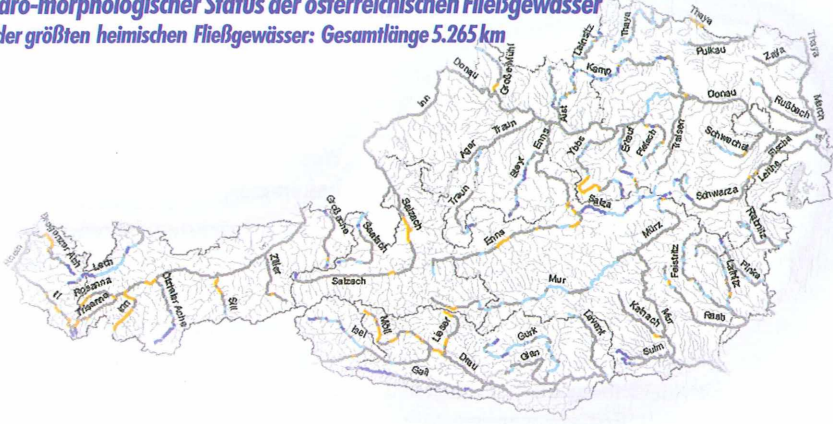 dro-morphologischer Status der österreichischen Fließgewässer
der größten heimischen Fließgewässer: Gesamtlänge 5.265 km
Thaya
Lainsitz
Thaya
Pulkau
Thaya
Zaya
Donau
Große Mühl
Kamp
Donau
March
Inn
Aist
Rußbach
Traun
Enns
Ybbs
Erlauf
Pielach
Traisen
Schwechat
Fischa
Leitha
Ager
Steyr
Traun
Salza
Schwarza
Rabnitz
Salzach
Großache
Saalach
Enns
Mürz
Bregenzer Ach
Rhein
Lech
Rosanna
Trisanna
Ill
Inn
Ötztaler Ache
Sill
Ziller
Salzach
Mur
Feistritz
Lafnitz
Pinka
Raab
Isel
Möll
Lieser
Gurk
Glan
Lavant
Kainach
Mur
Sulm
Drau
Gail